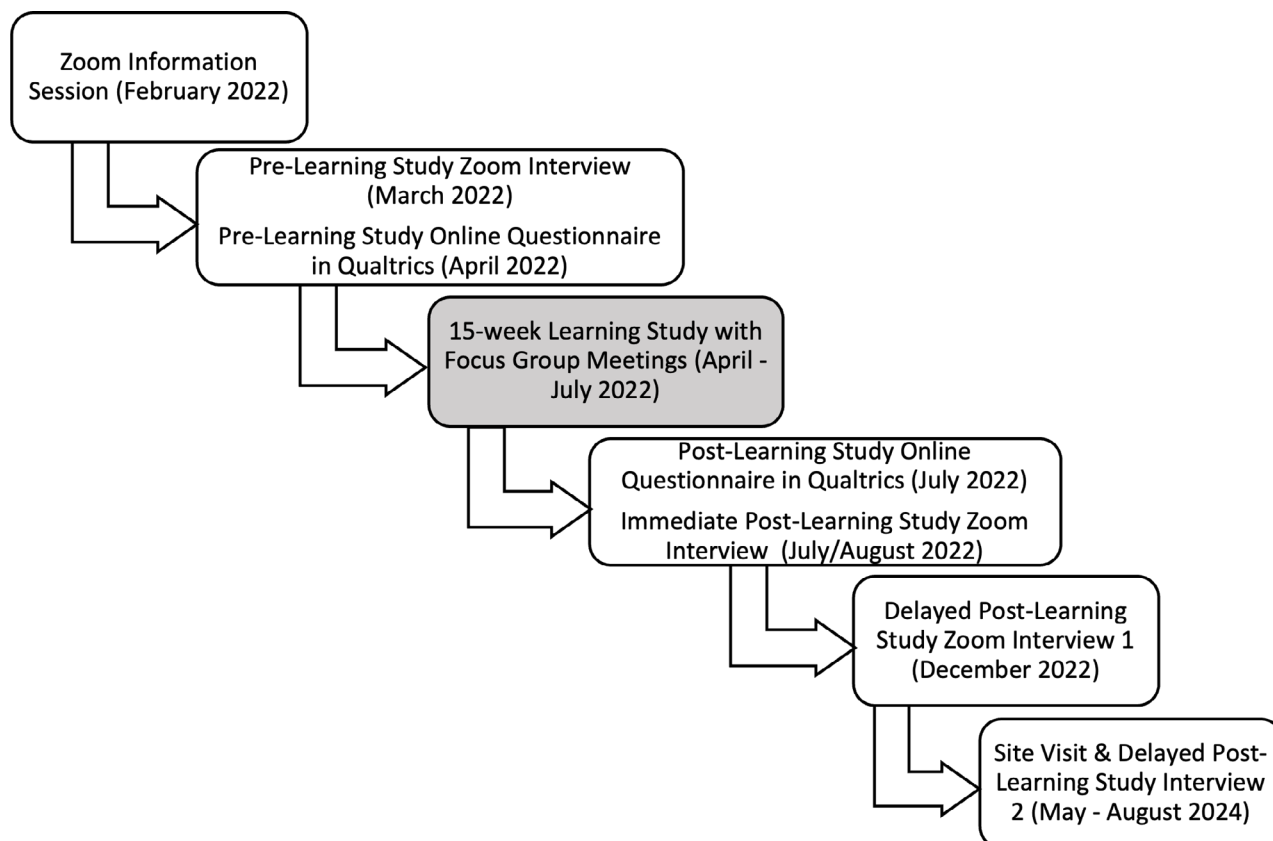 Zoom Information
Session (February 2022)
Pre-Learning Study Zoom Interview
(March 2022)
Pre-Learning Study Online Questionnaire
in Qualtrics (April 2022)
15-week Learning Study with
Focus Group Meetings (April -
July 2022)
Post-Learning Study Online
Questionnaire in Qualtrics (July 2022)
Immediate Post-Learning Study Zoom
Interview  (July/August 2022)
Delayed Post-Learning
Study Zoom Interview 1
(December 2022)
Site Visit & Delayed Post-
Learning Study Interview
2 (May - August 2024)